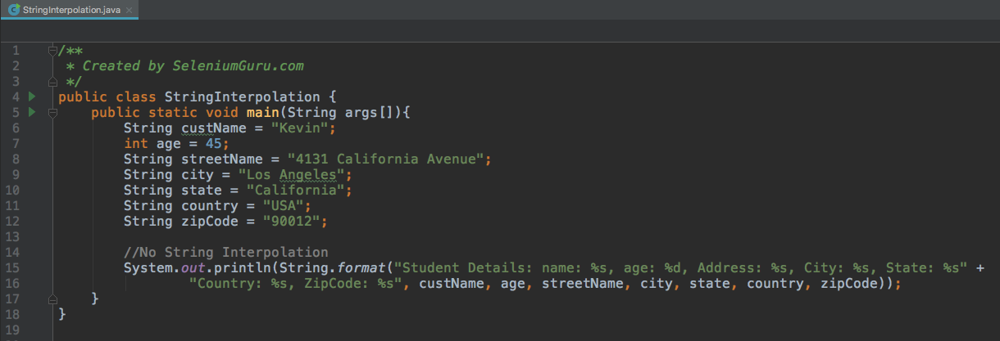 StringInterpolation.java
1 /**
2  * Created by SeleniumGuru.com
3  */
4 public class StringInterpolation {
5     public static void main(String args[]){
6         String custName = "Kevin";
7         int age = 45;
8         String streetName = "4131 California Avenue";
9         String city = "Los Angeles";
10         String state = "California";
11         String country = "USA";
12         String zipCode = "90012";
13
14         //No String Interpolation
15         System.out.println(String.format("Student Details: name: %s, age: %d, Address: %s, City: %s, State: %s" +
16                 "Country: %s, ZipCode: %s", custName, age, streetName, city, state, country, zipCode));
17     }
18 }
19